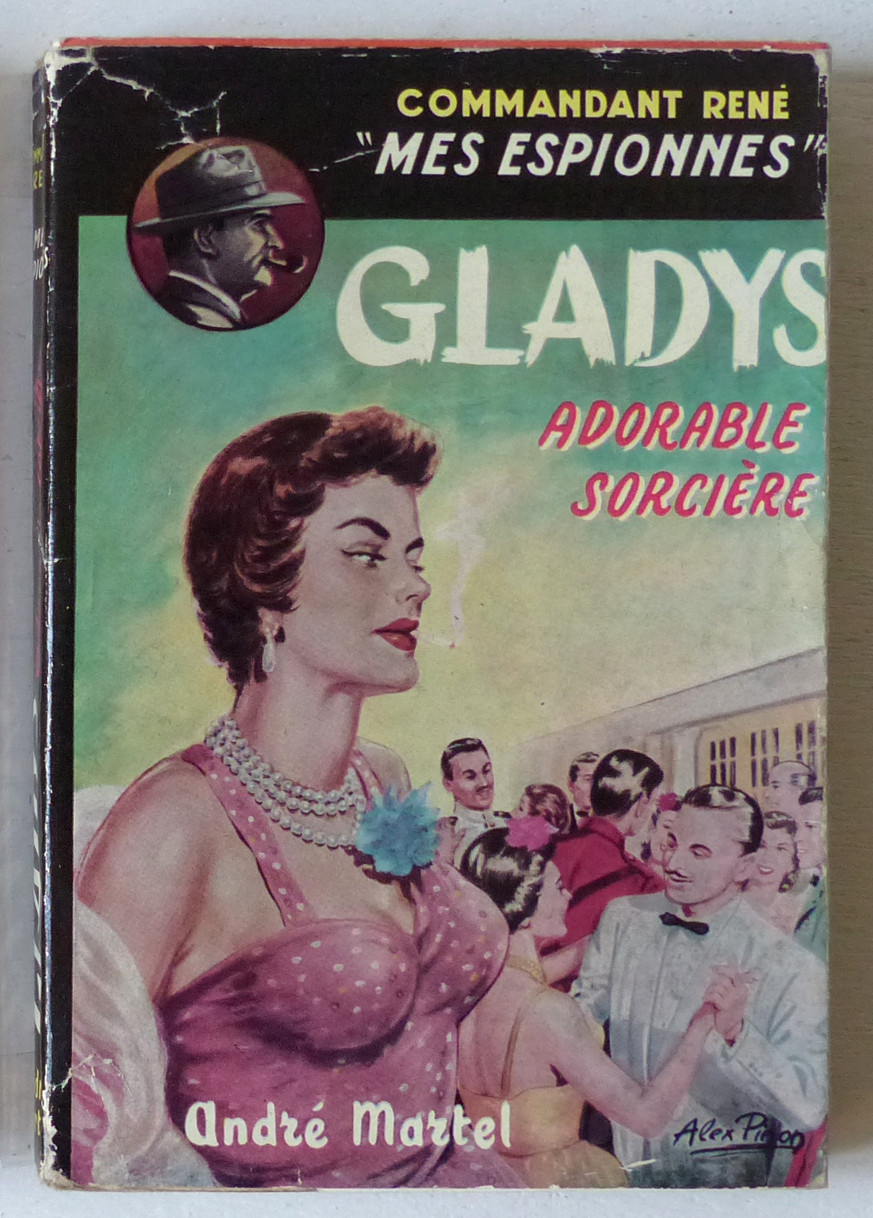 COMMANDANT RENÉ
"MES ESPIONNES"
GLADYS
ADORABLE
SORCIÈRE
André Martel
Alex Pinon